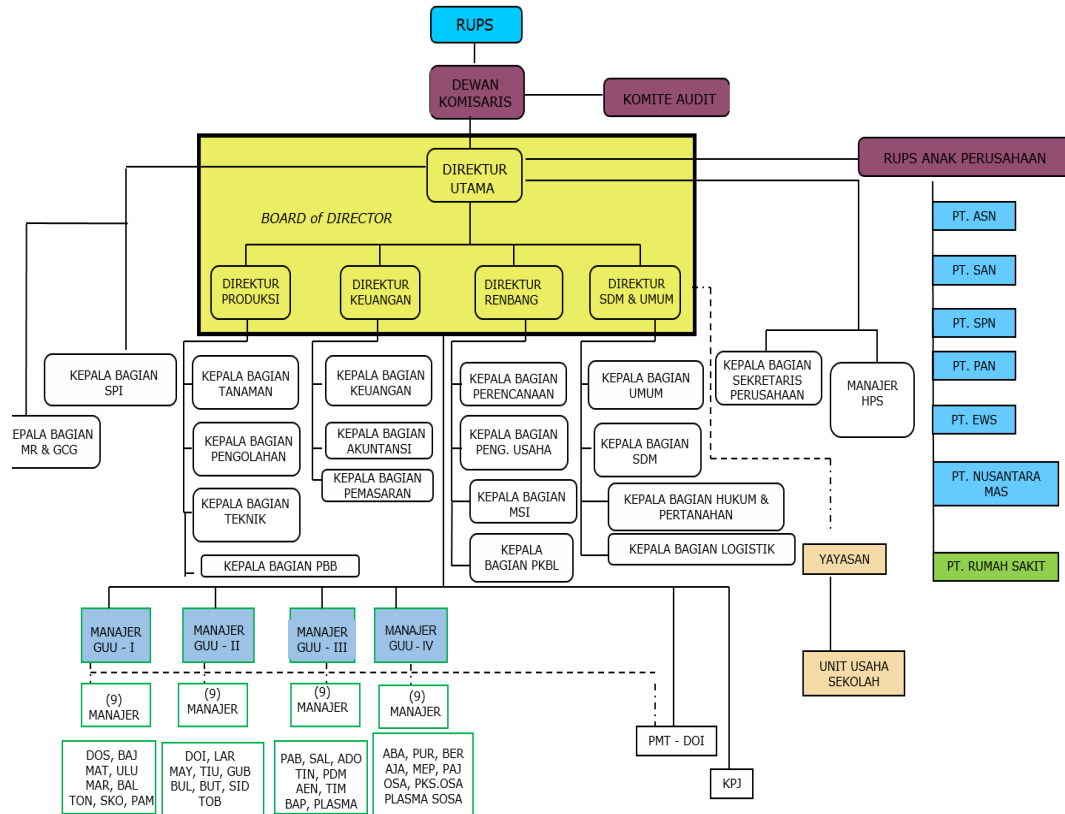 RUPS
DEWAN
KOMISARIS
KOMITE AUDIT
DIREKTUR
UTAMA
RUPS ANAK PERUSAHAAN
BOARD of DIRECTOR
DIREKTUR
PRODUKSI
DIREKTUR
KEUANGAN
DIREKTUR
RENBANG
DIREKTUR
SDM & UMUM
PT. ASN
PT. SAN
PT. SPN
PT. PAN
PT. EWS
PT. NUSANTARA
MAS
PT. RUMAH SAKIT
KEPALA BAGIAN
SPI
KEPALA BAGIAN
MR & GCG
KEPALA BAGIAN
TANAMAN
KEPALA BAGIAN
PENGOLAHAN
KEPALA BAGIAN
TEKNIK
KEPALA BAGIAN PBB
KEPALA BAGIAN
KEUANGAN
KEPALA BAGIAN
AKUNTANSI
KEPALA BAGIAN
PEMASARAN
KEPALA BAGIAN
PERENCANAAN
KEPALA BAGIAN
PENG. USAHA
KEPALA BAGIAN
MSI
KEPALA
BAGIAN PKBL
KEPALA BAGIAN
UMUM
KEPALA BAGIAN
SDM
KEPALA BAGIAN HUKUM &
PERTANAHAN
KEPALA BAGIAN LOGISTIK
KEPALA BAGIAN
SEKRETARIS
PERUSAHAAN
MANAJER
HPS
YAYASAN
UNIT USAHA
SEKOLAH
MANAJER
GUU - I
MANAJER
GUU - II
MANAJER
GUU - III
MANAJER
GUU - IV
(9)
MANAJER
(9)
MANAJER
(9)
MANAJER
(9)
MANAJER
DOS, BAJ
MAT, ULU
MAR, BAL
TON, SKO, PAM
DOI, LAR
MAY, TIU, GUB
BUL, BUT, SID
TOB
PAB, SAL, ADO
TIN, PDM
AEN, TIM
BAP, PLASMA
ABA, PUR, BER
AJA, MEP, PAJ
OSA, PKS.OSA
PLASMA SOSA
PMT - DOI
KPJ